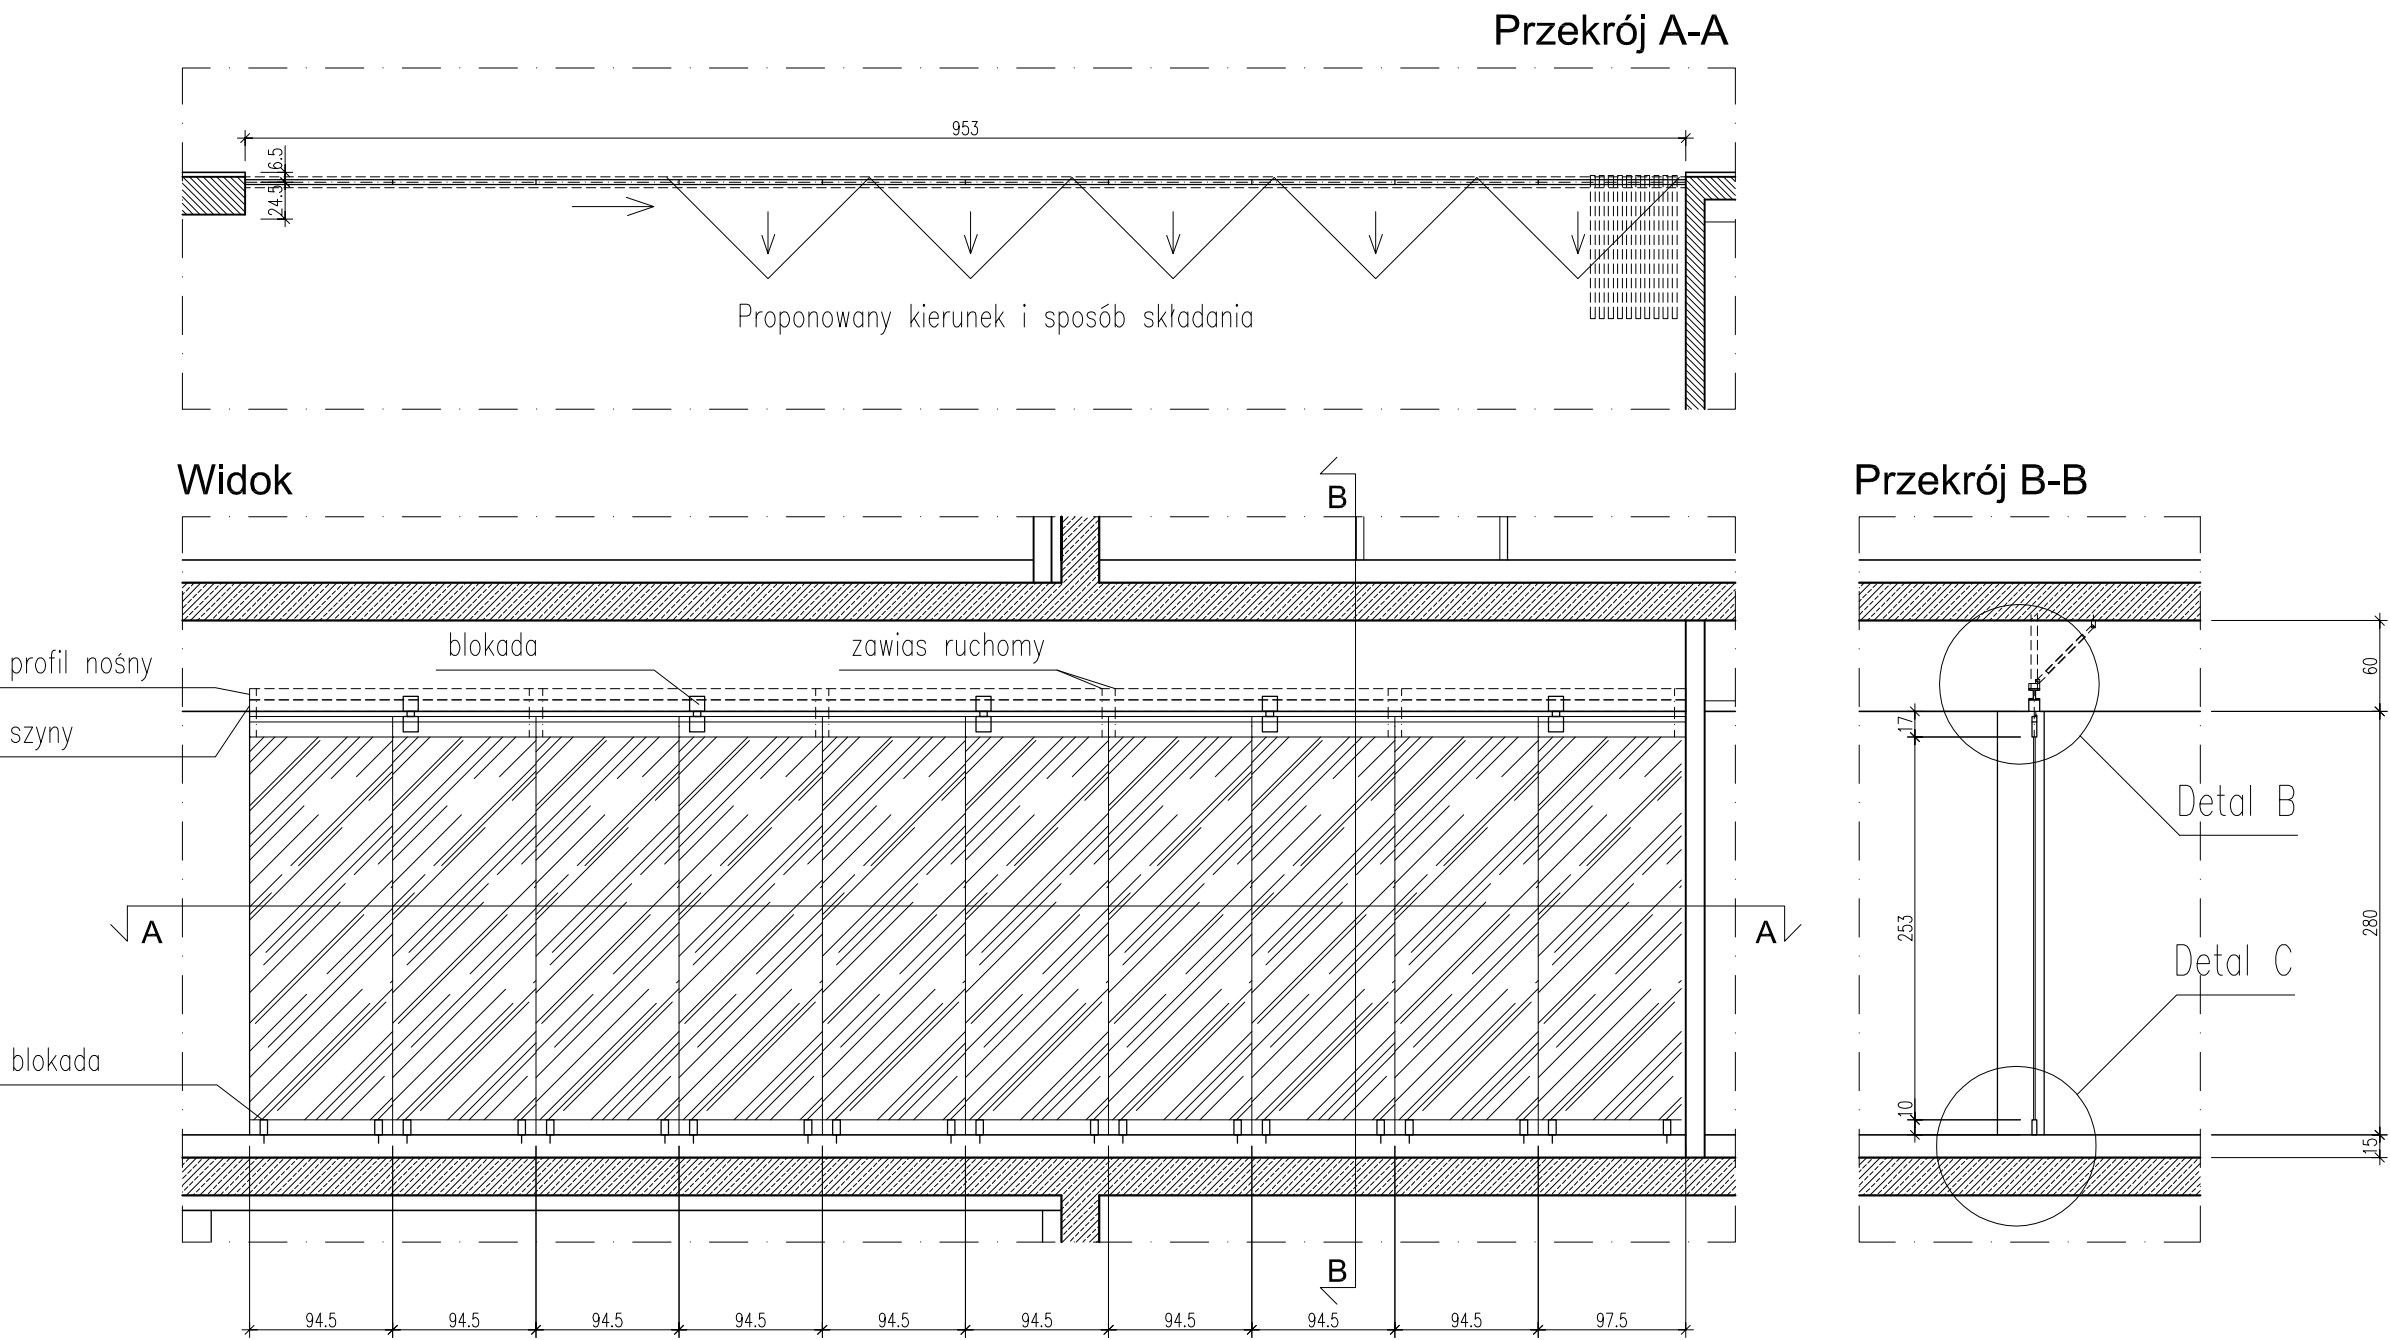 Przekrój A-A
953
6.5
24.5
Proponowany kierunek i sposób składania
Widok
B
Przekrój B-B
profil nośny
blokada
zawias ruchomy
szyny
60
17
Detal B
A
A
253
280
Detal C
blokada
10
15
B
94.5
94.5
94.5
94.5
94.5
94.5
94.5
94.5
94.5
97.5